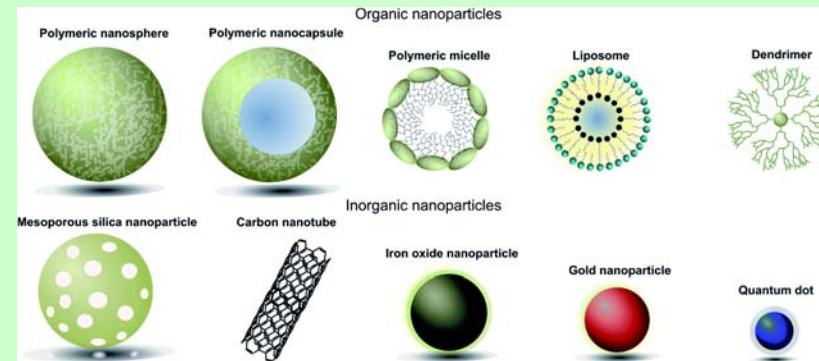 Organic nanoparticles
Polymeric nanosphere
Polymeric nanocapsule
Polymeric micelle
Liposome
Dendrimer
Inorganic nanoparticles
Mesoporous silica nanoparticle
Carbon nanotube
Iron oxide nanoparticle
Gold nanoparticle
Quantum dot